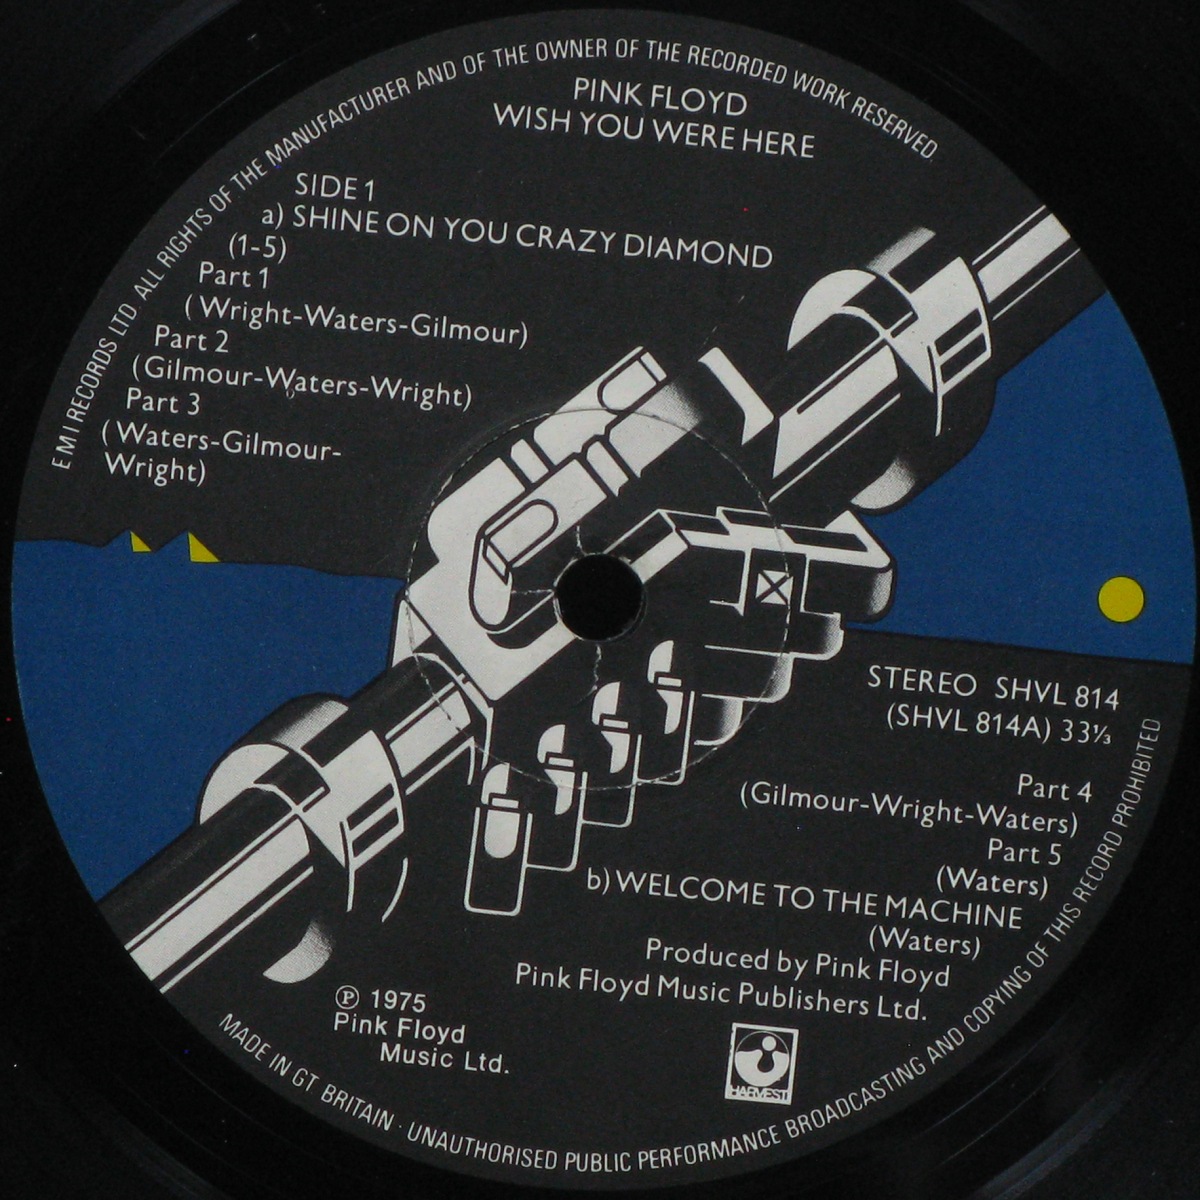 E M I RECORDS LTD ALL RIGHTS OF THE MANUFACTURER AND OF THE OWNER OF THE RECORDED WORK RESERVED
PINK FLOYD
WISH YOU WERE HERE
SIDE 1
a) SHINE ON YOU CRAZY DIAMOND
(1-5)
Part 1
(Wright-Waters-Gilmour)
Part 2
(Gilmour-Waters-Wright)
Part 3
(Waters-Gilmour-
Wright)
STEREO SHVL 814
(SHVL 814A) 33⅓
Part 4
(Gilmour-Wright-Waters)
Part 5
(Waters)
b) WELCOME TO THE MACHINE
(Waters)
Produced by Pink Floyd
Pink Floyd Music Publishers Ltd.
℗ 1975
Pink Floyd
Music Ltd.
HARVEST
MADE IN GT BRITAIN · UNAUTHORISED PUBLIC PERFORMANCE BROADCASTING AND COPYING OF THIS RECORD PROHIBITED